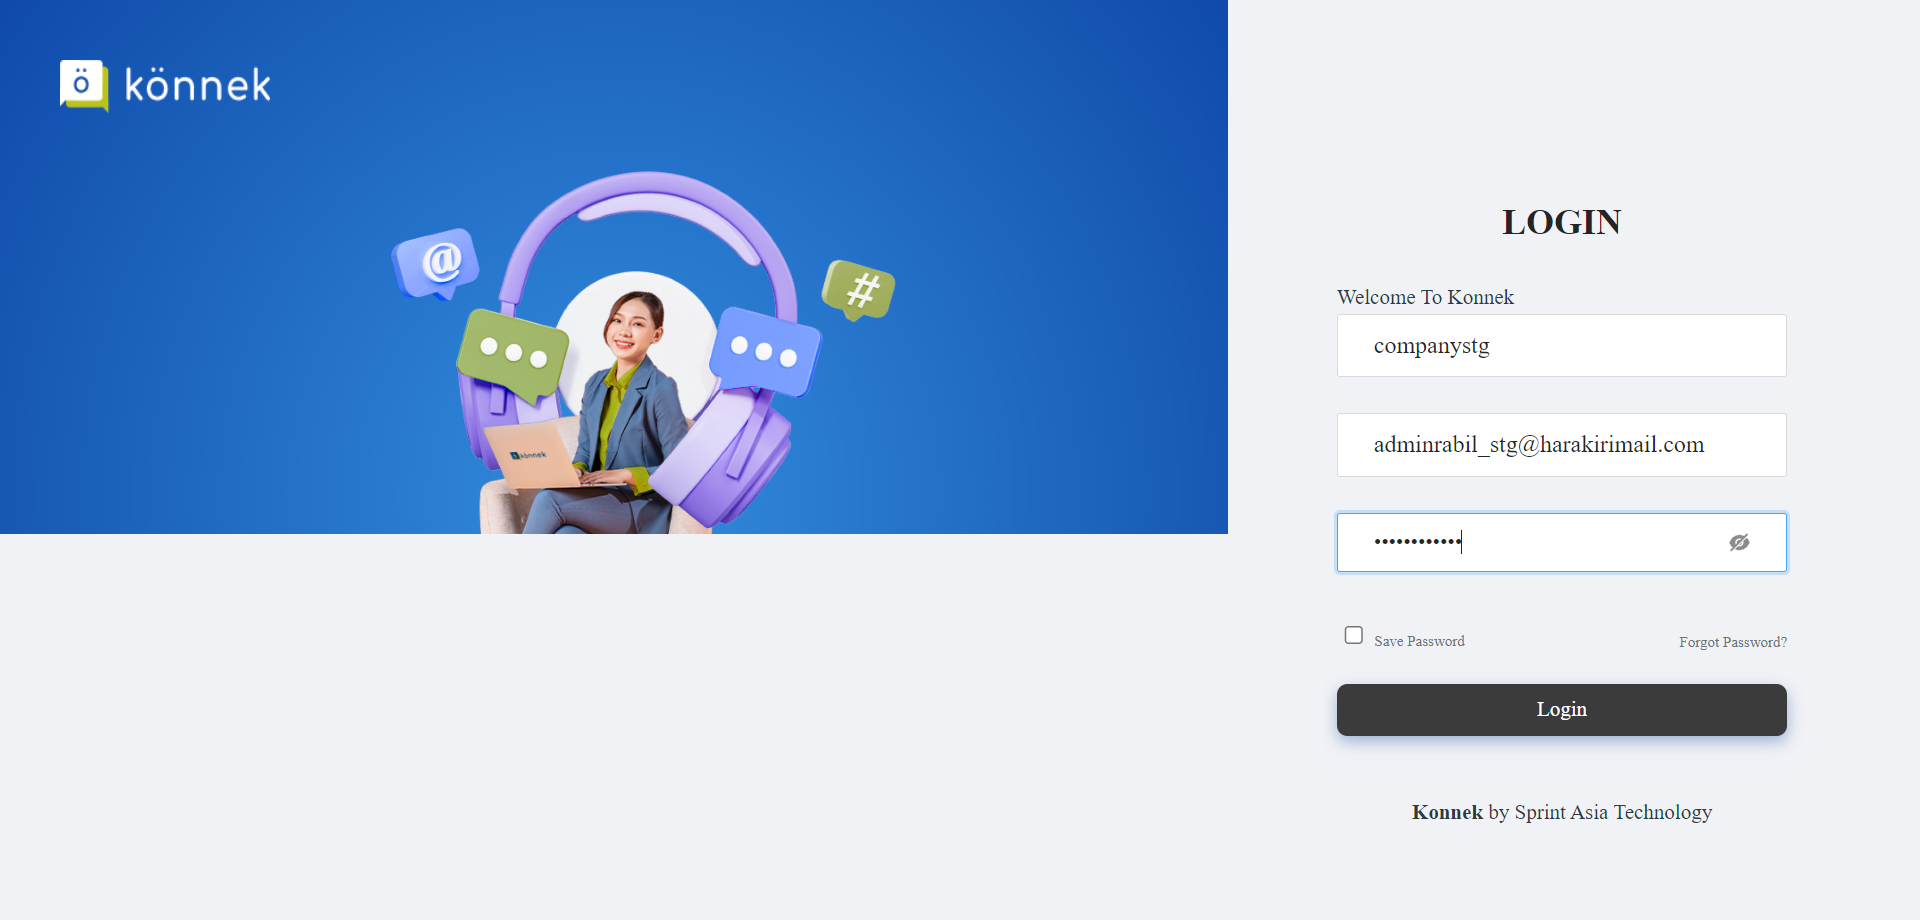 ö könnek
@
#
ö könnek
LOGIN
Welcome To Konnek
companystg
adminrabil_stg@harakirimail.com
••••••••••••
Save Password
Forgot Password?
Login
Konnek by Sprint Asia Technology